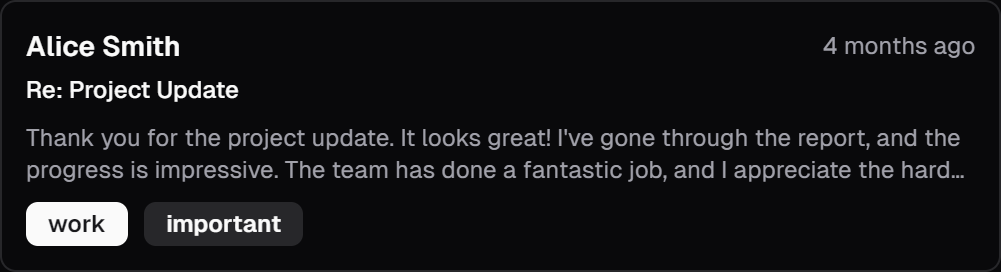 Alice Smith
4 months ago
Re: Project Update
Thank you for the project update. It looks great! I've gone through the report, and the
progress is impressive. The team has done a fantastic job, and I appreciate the hard...
work
important